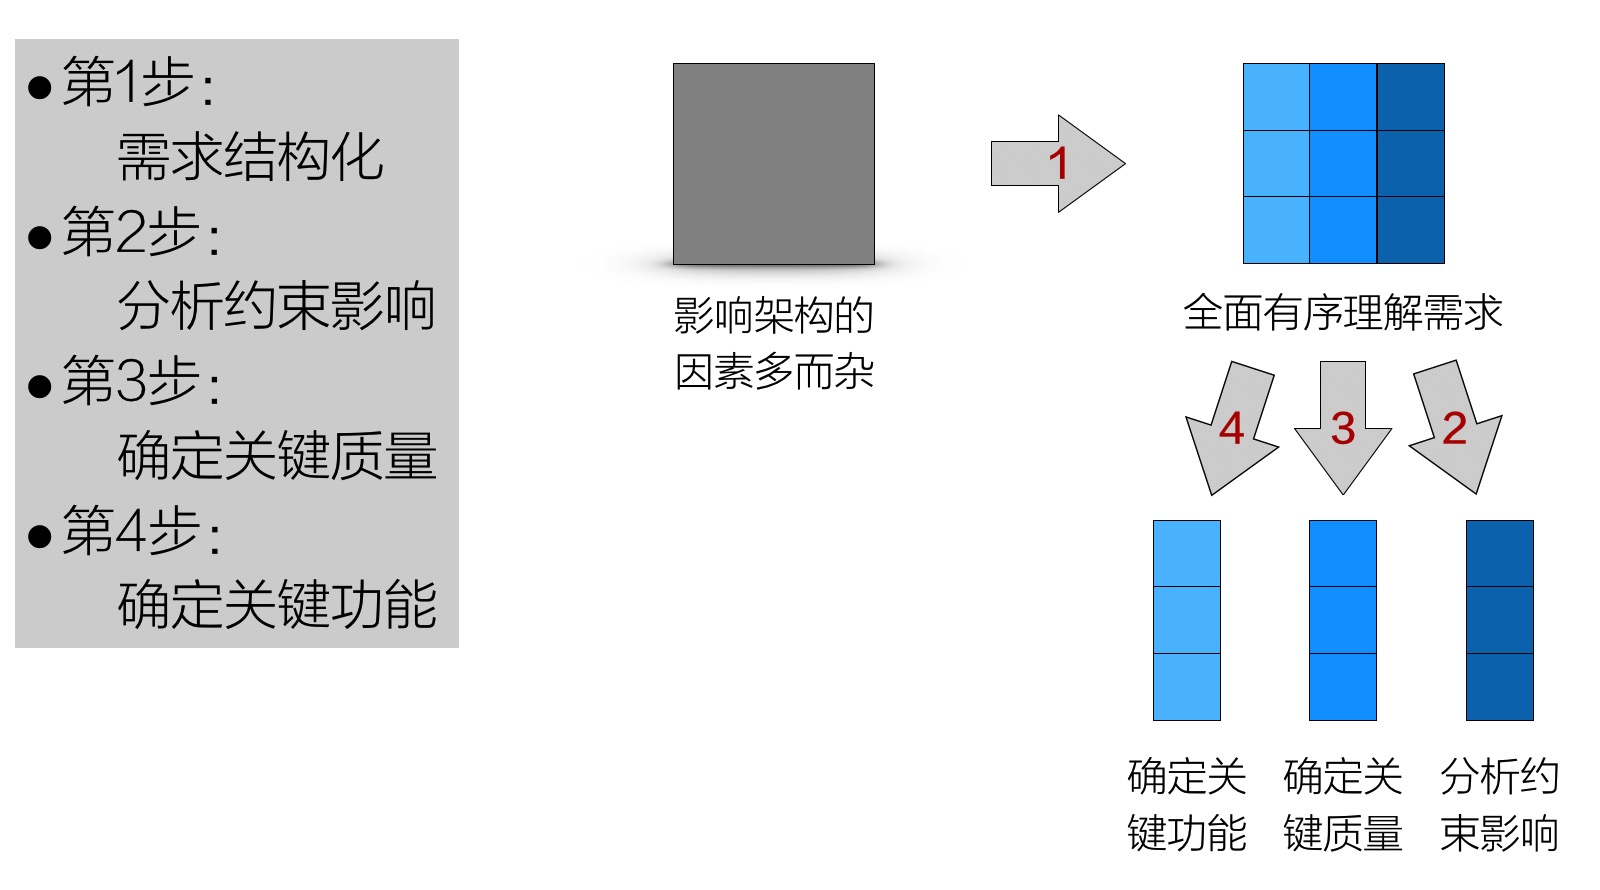 ●第1步：
需求结构化
●第2步：
分析约束影响
●第3步：
确定关键质量
●第4步：
确定关键功能
影响架构的
因素多而杂
1
全面有序理解需求
4
3
2
确定关
键功能
确定关
键质量
分析约
束影响